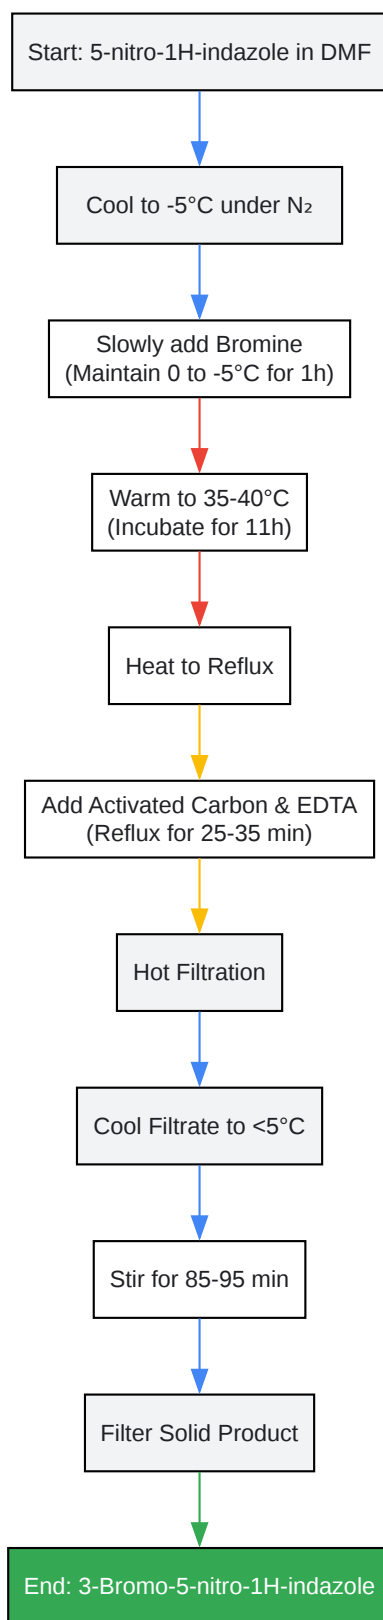 Start: 5-nitro-1H-indazole in DMF
Cool to -5°C under N₂
Slowly add Bromine
(Maintain 0 to -5°C for 1h)
Warm to 35-40°C
(Incubate for 11h)
Heat to Reflux
Add Activated Carbon & EDTA
(Reflux for 25-35 min)
Hot Filtration
Cool Filtrate to <5°C
Stir for 85-95 min
Filter Solid Product
End: 3-Bromo-5-nitro-1H-indazole